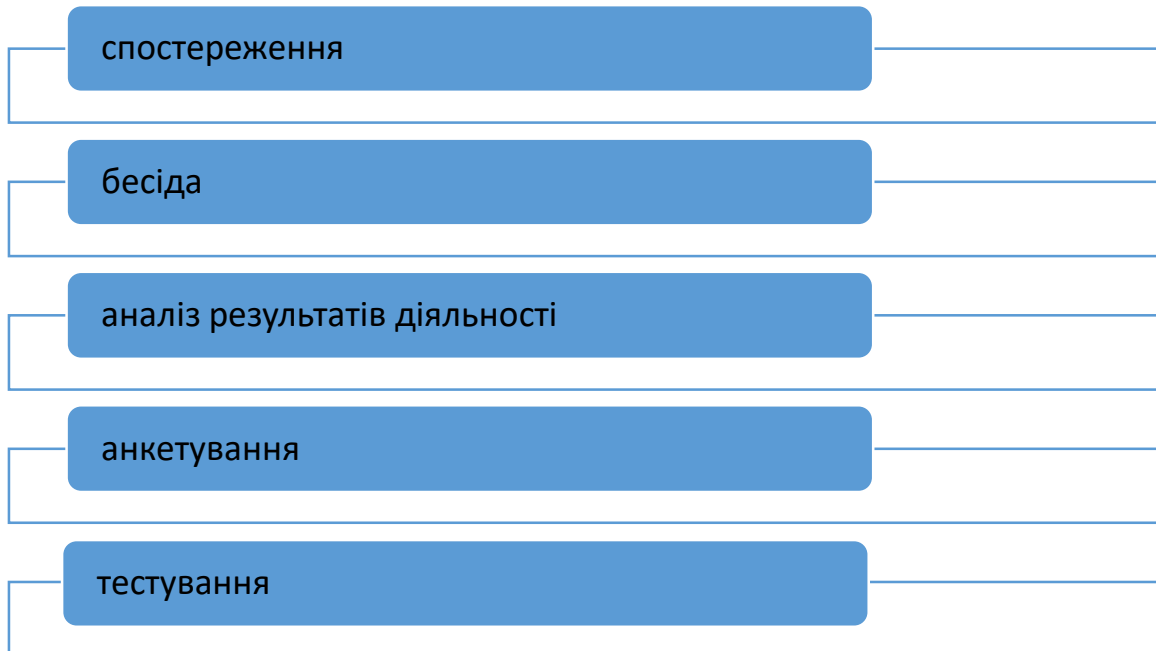 спостереження
бесіда
аналіз результатів діяльності
анкетування
тестування